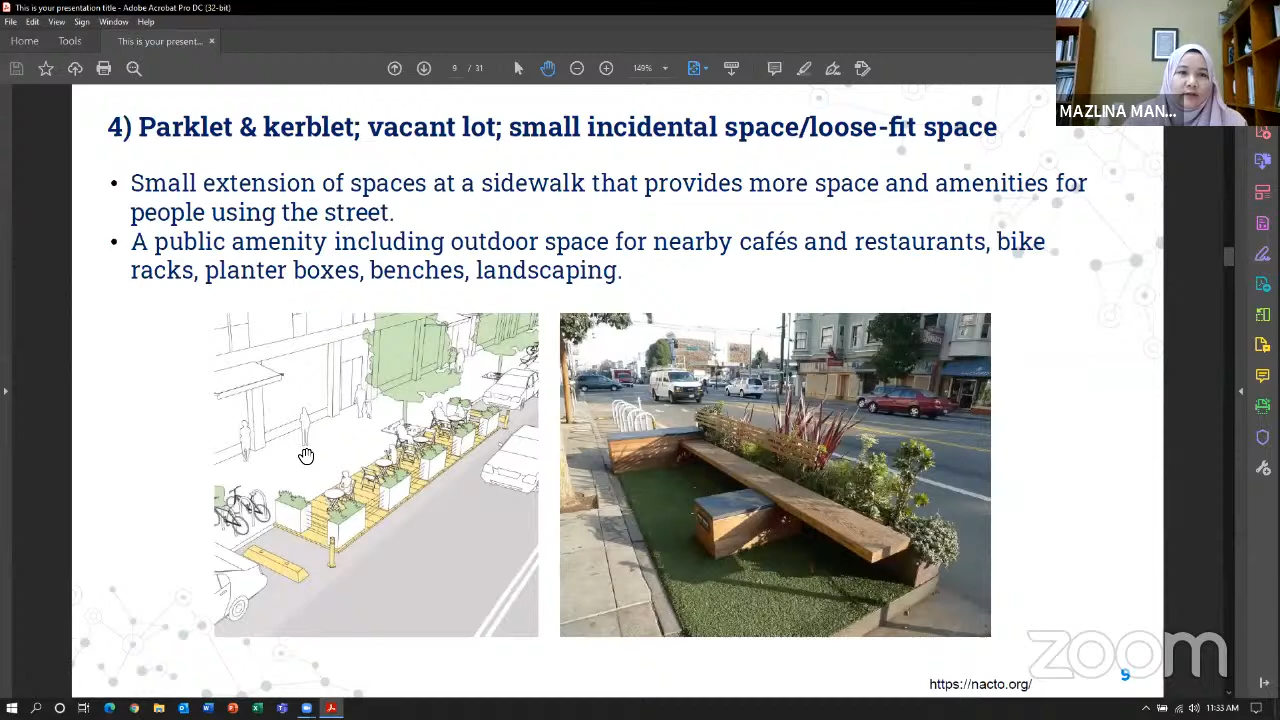 This is your presentation title - Adobe Acrobat Pro DC (32-bit)
File Edit View Sign Window Help
Home Tools This is your present... ×
9 / 31 149%
MAZLINA MAN...
4) Parklet & kerblet; vacant lot; small incidental space/loose-fit space
• Small extension of spaces at a sidewalk that provides more space and amenities for
people using the street.
• A public amenity including outdoor space for nearby cafés and restaurants, bike
racks, planter boxes, benches, landscaping.
zoom
https://nacto.org/
9
11:33 AM